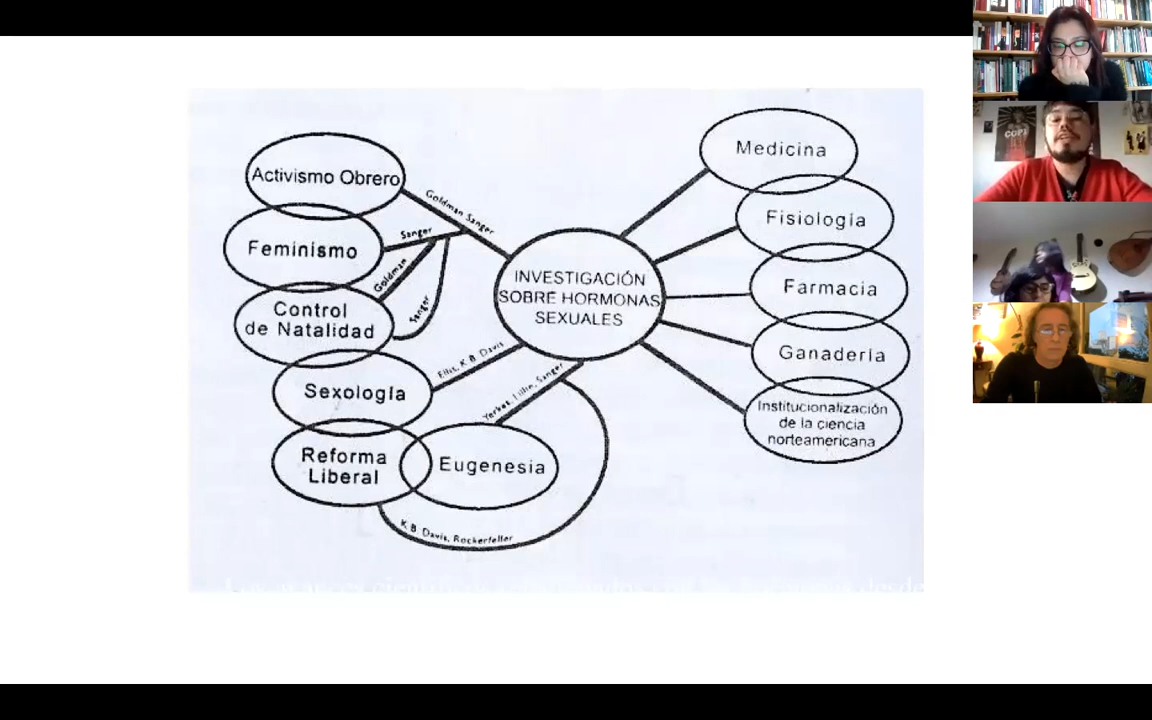 Activismo Obrero
Feminismo
Control
de Natalidad
Sexología
Reforma
Liberal
Eugenesia
Goldman Sanger
Sanger
Goldman
Sanger
Ellis, K.B. Davis
Yerkes, Lillie, Sanger
K.B. Davis, Rockerfeller
INVESTIGACIÓN
SOBRE HORMONAS
SEXUALES
Medicina
Fisiología
Farmacia
Ganadería
Institucionalización
de la ciencia
norteamericana
COPI